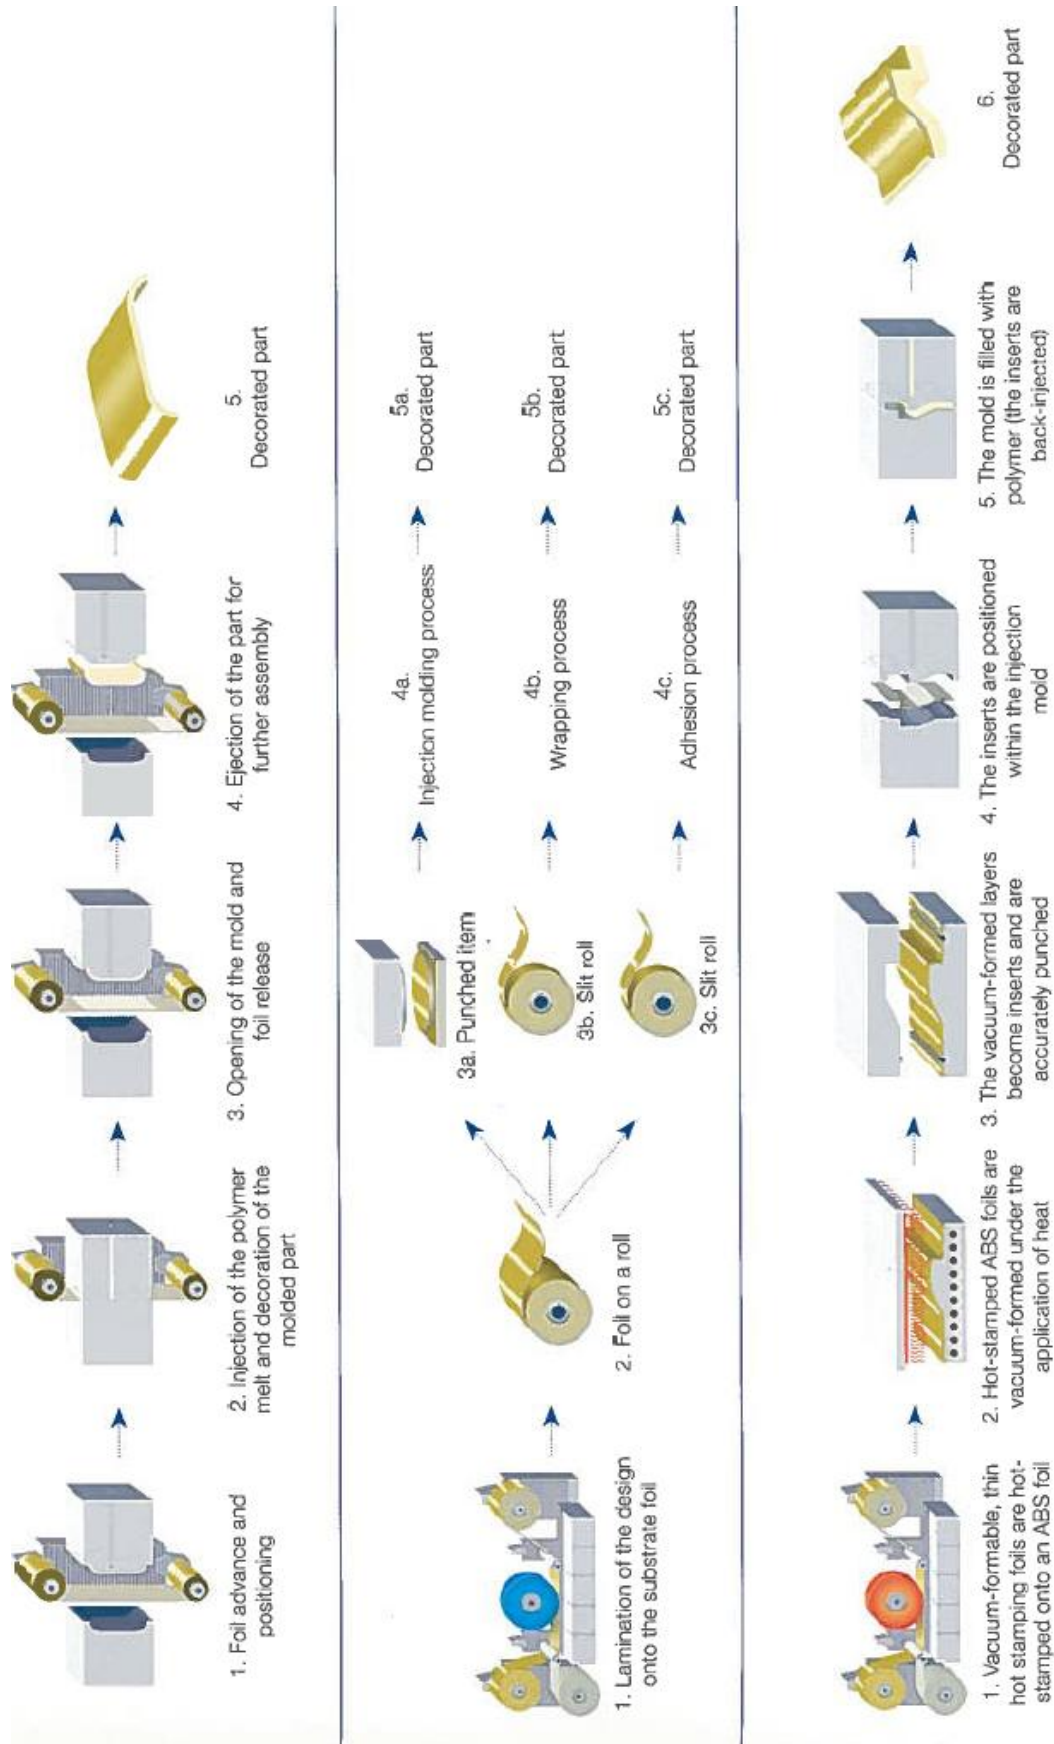 1. Foil advance and
positioning
2. Injection of the polymer
melt and decoration of the
molded part
3. Opening of the mold and
foil release
4. Ejection of the part for
further assembly
5.
Decorated part
1. Lamination of the design
onto the substrate foil
2. Foil on a roll
3a. Punched item
3b. Slit roll
3c. Slit roll
4a.
Injection molding process
4b.
Wrapping process
4c.
Adhesion process
5a.
Decorated part
5b.
Decorated part
5c.
Decorated part
1. Vacuum-formable, thin
hot stamping foils are hot-
stamped onto an ABS foil
2. Hot-stamped ABS foils are
vacuum-formed under the
application of heat
3. The vacuum-formed layers
become inserts and are
accurately punched
4. The inserts are positioned
within the injection
mold
5. The mold is filled with
polymer (the inserts are
back-injected)
6.
Decorated part